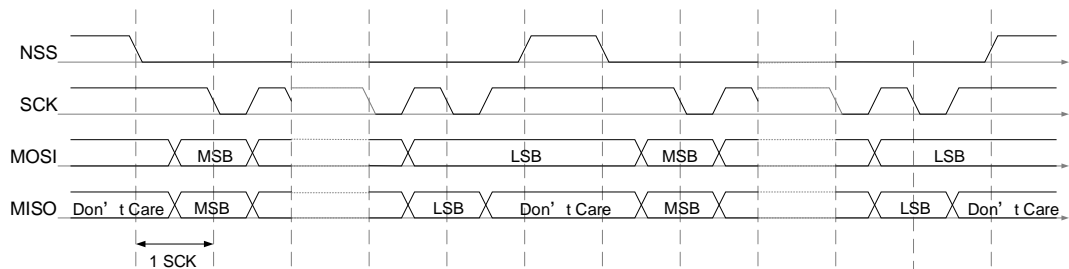 NSS
SCK
MOSI MSB LSB MSB LSB
MISO Don’t Care MSB LSB Don’t Care MSB LSB Don’t Care
1 SCK